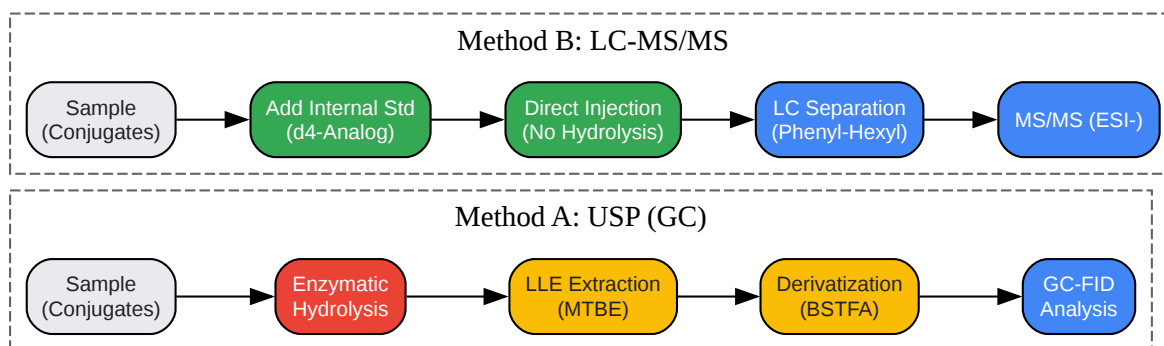 Method B: LC-MS/MS
Sample
(Conjugates)
Add Internal Std
(d4-Analog)
Direct Injection
(No Hydrolysis)
LC Separation
(Phenyl-Hexyl)
MS/MS (ESI-)
Method A: USP (GC)
Sample
(Conjugates)
Enzymatic
Hydrolysis
LLE Extraction
(MTBE)
Derivatization
(BSTFA)
GC-FID
Analysis